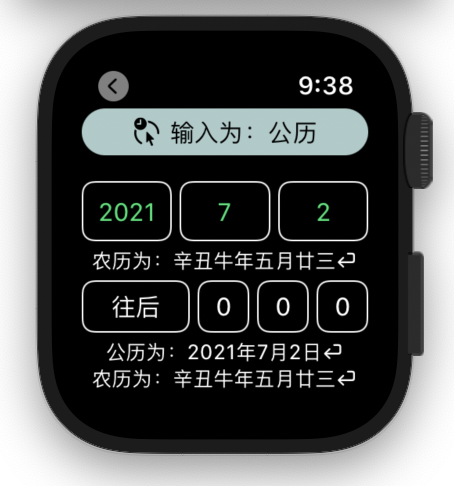 9:38
输入为：公历
2021 7 2
农历为：辛丑牛年五月廿三
往后 0 0 0
公历为：2021年7月2日
农历为：辛丑牛年五月廿三